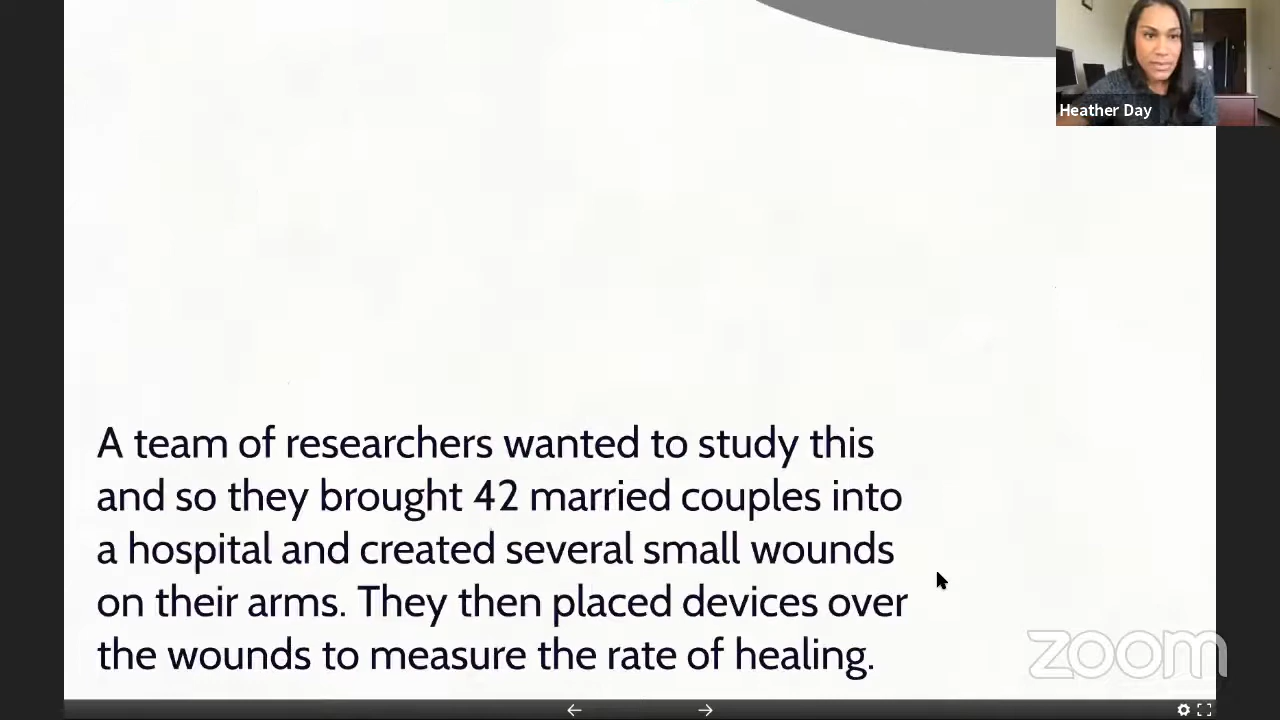 Heather Day
A team of researchers wanted to study this
and so they brought 42 married couples into
a hospital and created several small wounds
on their arms. They then placed devices over
the wounds to measure the rate of healing.
zoom